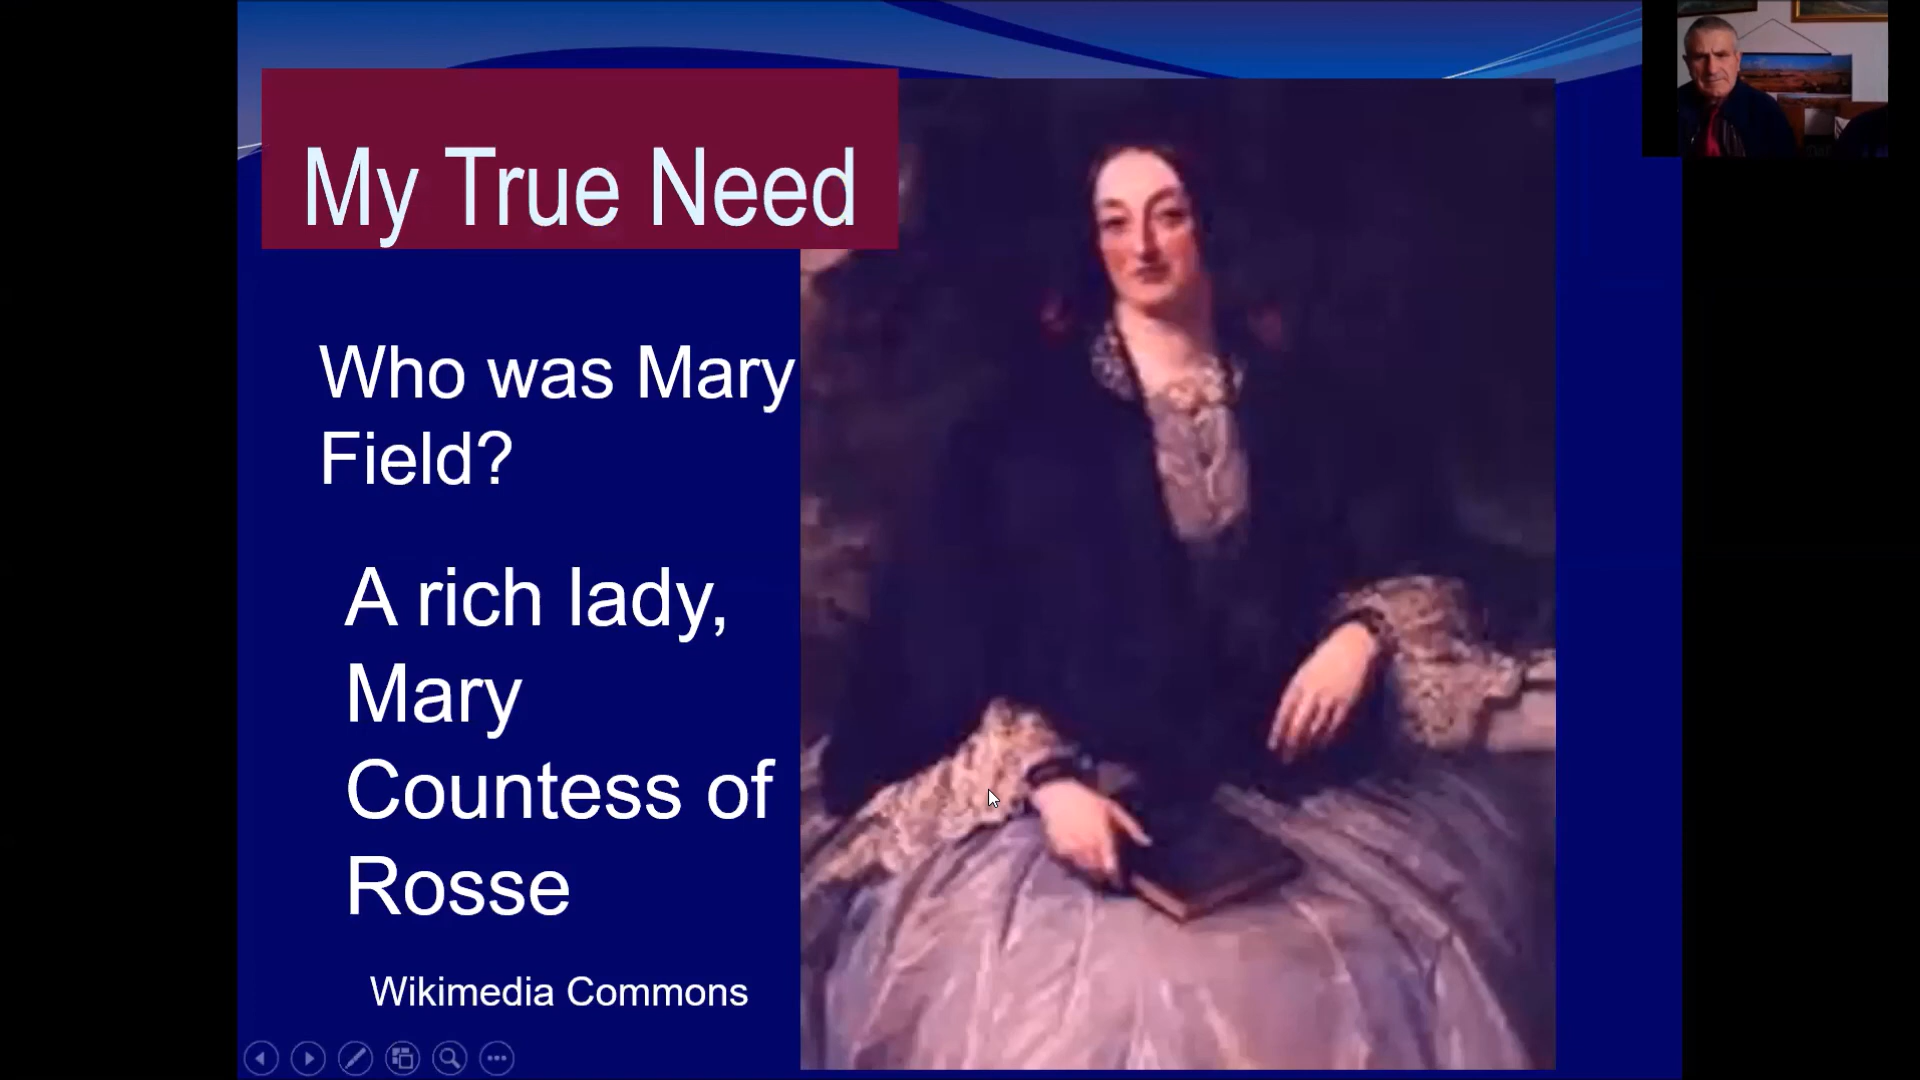 My True Need
Who was Mary
Field?
A rich lady,
Mary
Countess of
Rosse
Wikimedia Commons